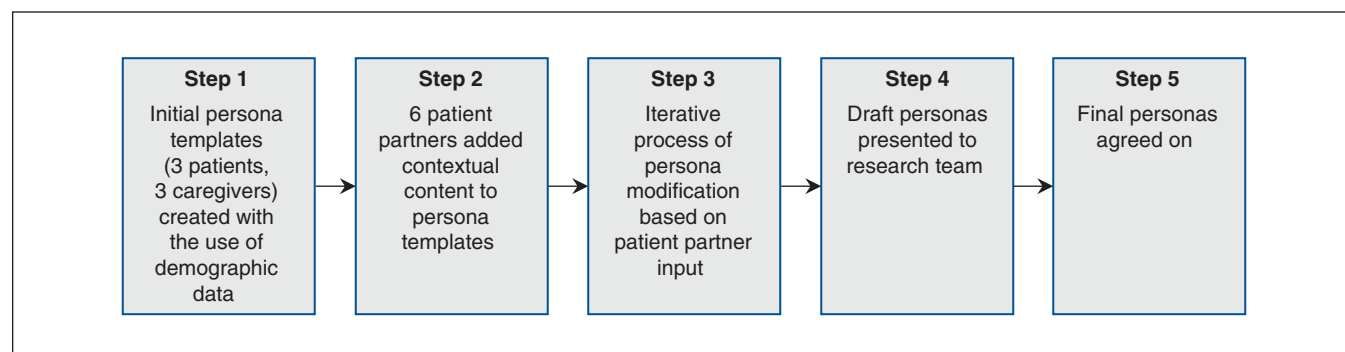 Step 1
Initial persona
templates
(3 patients,
3 caregivers)
created with
the use of
demographic
data
Step 2
6 patient
partners added
contextual
content to
persona
templates
Step 3
Iterative
process of
persona
modification
based on
patient partner
input
Step 4
Draft personas
presented to
research team
Step 5
Final personas
agreed on